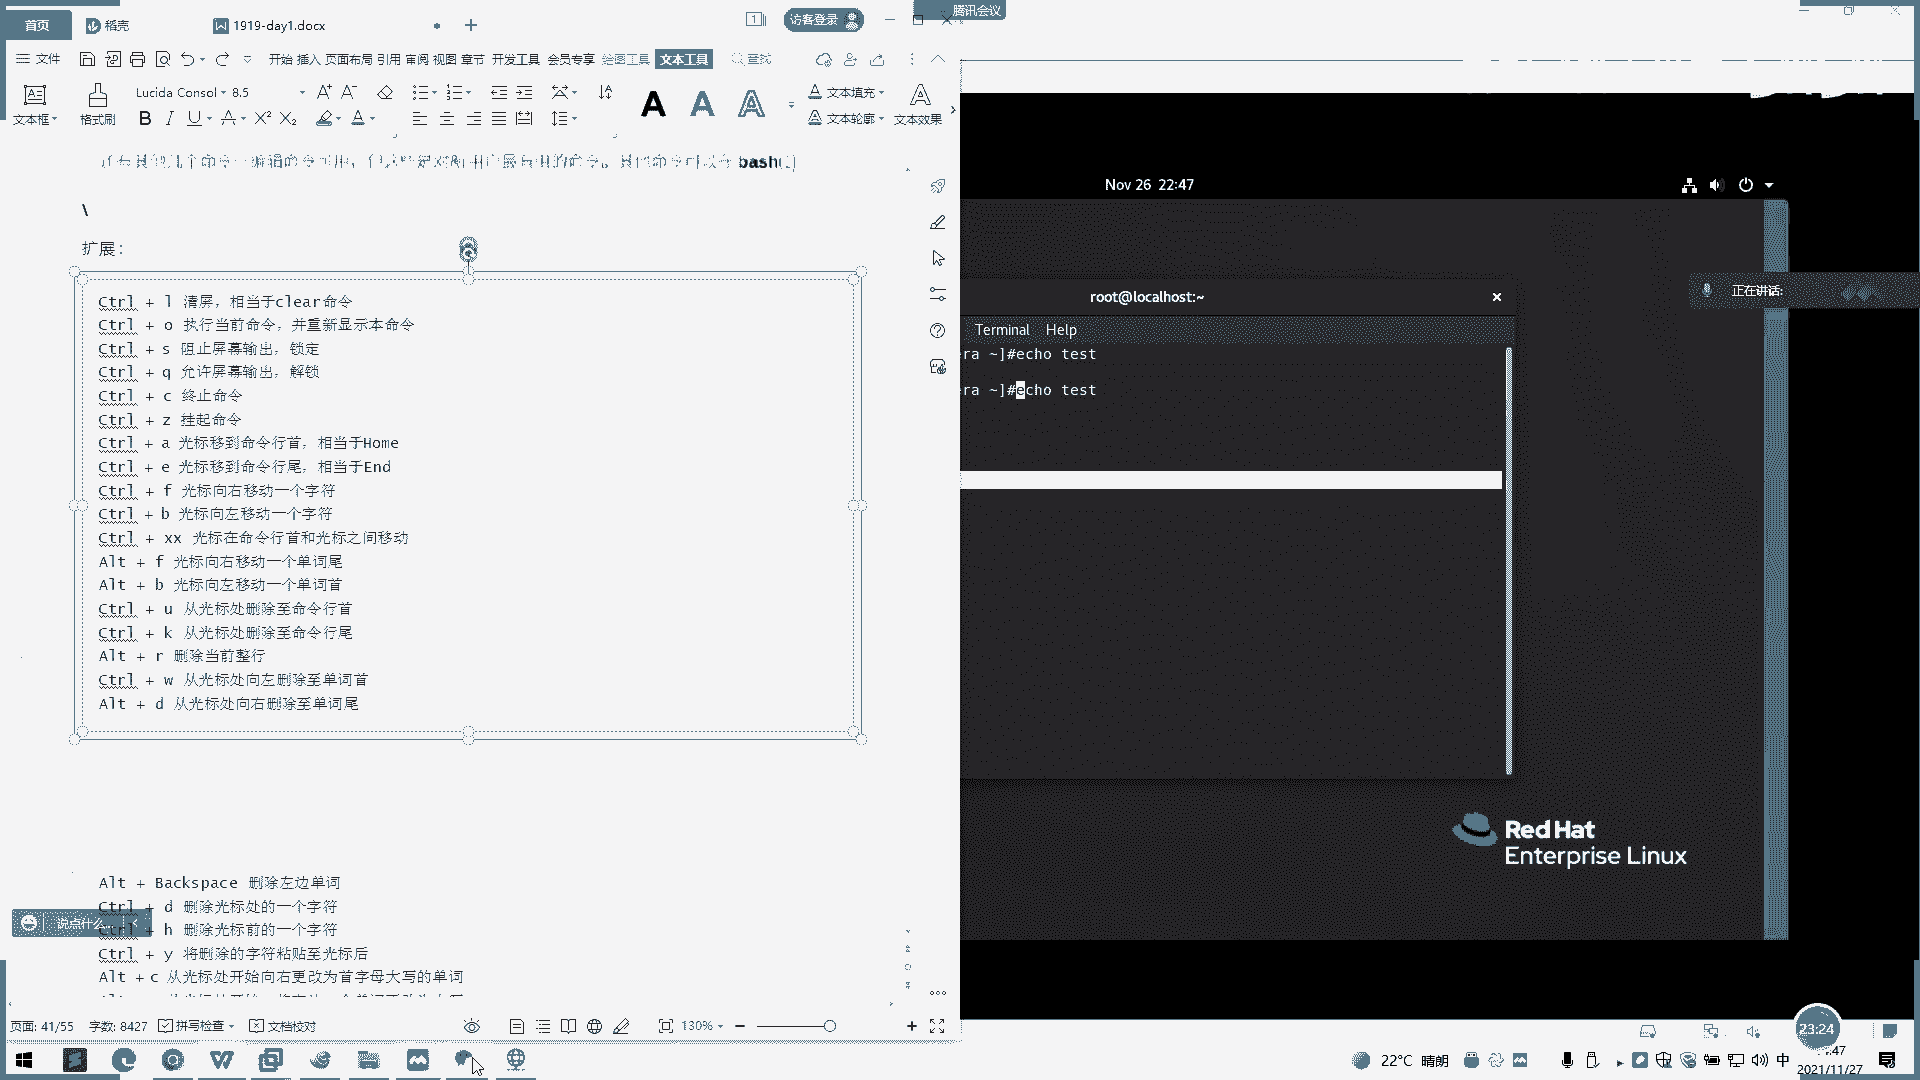 首页
稻壳
1919-day1.docx
访客登录
腾讯会议
文件
开始 插入 页面布局 引用 审阅 视图 章节 开发工具 会员专享 绘图工具 文本工具 查找
Lucida Consol 8.5
文本填充
文本框 格式刷
文本轮廓 文本效果
bash(1)
\
扩展：
Ctrl + l 清屏，相当于clear命令
Ctrl + o 执行当前命令，并重新显示本命令
Ctrl + s 阻止屏幕输出，锁定
Ctrl + q 允许屏幕输出，解锁
Ctrl + c 终止命令
Ctrl + z 挂起命令
Ctrl + a 光标移到命令行首，相当于Home
Ctrl + e 光标移到命令行尾，相当于End
Ctrl + f 光标向右移动一个字符
Ctrl + b 光标向左移动一个字符
Ctrl + xx 光标在命令行首和光标之间移动
Alt + f 光标向右移动一个单词尾
Alt + b 光标向左移动一个单词首
Ctrl + u 从光标处删除至命令行首
Ctrl + k 从光标处删除至命令行尾
Alt + r 删除当前整行
Ctrl + w 从光标处向左删除至单词首
Alt + d 从光标处向右删除至单词尾
Alt + Backspace 删除左边单词
Ctrl + d 删除光标处的一个字符
h 删除光标前的一个字符
Ctrl + y 将删除的字符粘贴至光标后
Alt +c 从光标处开始向右更改为首字母大写的单词
说点什么...
页面: 41/55 字数: 8427 拼写检查 文档校对 130%
Nov 26 22:47
root@localhost:~
Terminal Help
era ~]#echo test
era ~]#echo test
正在讲话:
Red Hat
Enterprise Linux
23:24
22°C 晴朗
中
2021/11/27